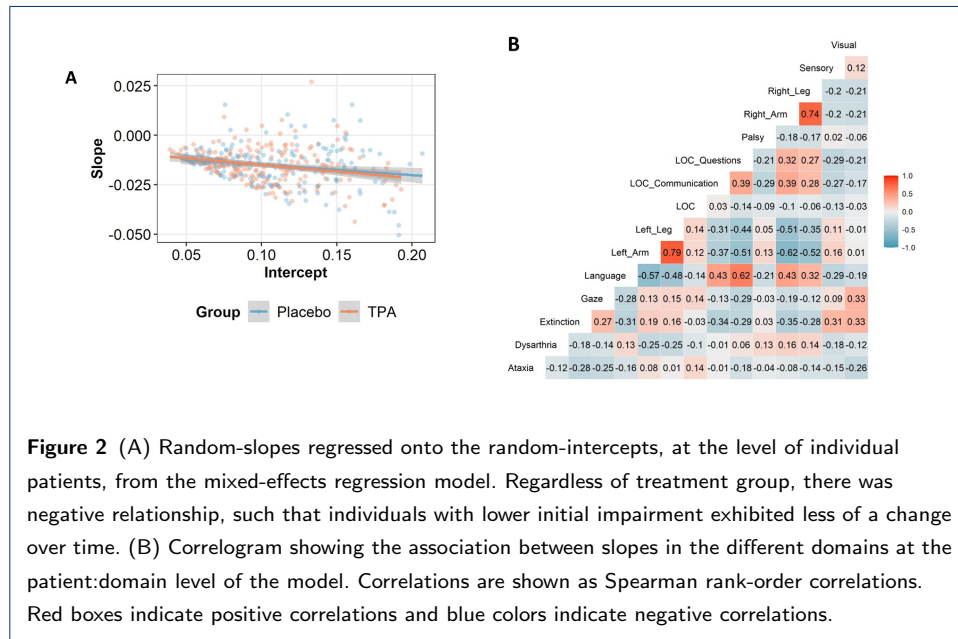 A
0.025
0.000
-0.025
-0.050
Slope
0.05 0.10 0.15 0.20
Intercept
Group Placebo TPA
B
Visual
Sensory 0.12
Right_Leg -0.2 -0.21
Right_Arm 0.74 -0.2 -0.21
Palsy -0.18 -0.17 0.02 -0.06
LOC_Questions -0.21 0.32 0.27 -0.29 -0.21
LOC_Communication 0.39 -0.29 0.39 0.28 -0.27 -0.17
LOC 0.03 -0.14 -0.09 -0.1 -0.06 -0.13 -0.03
Left_Leg 0.14 -0.31 -0.44 0.05 -0.51 -0.35 0.11 -0.01
Left_Arm 0.79 0.12 -0.37 -0.51 0.13 -0.62 -0.52 0.16 0.01
Language -0.57 -0.48 -0.14 0.43 0.62 -0.21 0.43 0.32 -0.29 -0.19
Gaze -0.28 0.13 0.15 0.14 -0.13 -0.29 -0.03 -0.19 -0.12 0.09 0.33
Extinction 0.27 -0.31 0.19 0.16 -0.03 -0.34 -0.29 0.03 -0.35 -0.28 0.31 0.33
Dysarthria -0.18 -0.14 0.13 -0.25 -0.25 -0.1 -0.01 0.06 0.13 0.16 0.14 -0.18 -0.12
Ataxia -0.12 -0.28 -0.25 -0.16 0.08 0.01 0.14 -0.01 -0.18 -0.04 -0.08 -0.14 -0.15 -0.26
1.0
0.5
0.0
-0.5
-1.0
Figure 2 (A) Random-slopes regressed onto the random-intercepts, at the level of individual
patients, from the mixed-effects regression model. Regardless of treatment group, there was
negative relationship, such that individuals with lower initial impairment exhibited less of a change
over time. (B) Correlogram showing the association between slopes in the different domains at the
patient:domain level of the model. Correlations are shown as Spearman rank-order correlations.
Red boxes indicate positive correlations and blue colors indicate negative correlations.